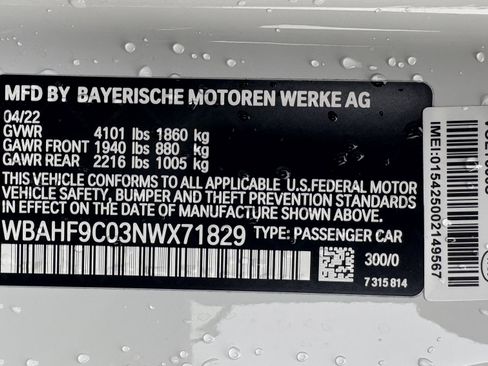 MFD BY BAYERISCHE MOTOREN WERKE AG
04/22
GVWR 4101 lbs 1860 kg
GAWR FRONT 1940 lbs 880 kg
GAWR REAR 2216 lbs 1005 kg
THIS VEHICLE CONFORMS TO ALL APPLICABLE U.S. FEDERAL MOTOR
VEHICLE SAFETY, BUMPER AND THEFT PREVENTION STANDARDS
IN EFFECT ON THE DATE OF MANUFACTURE SHOWN ABOVE.
WBAHF9C03NWX71829 TYPE: PASSENGER CAR
300/0
7 315 814
IMEI:015425002149567